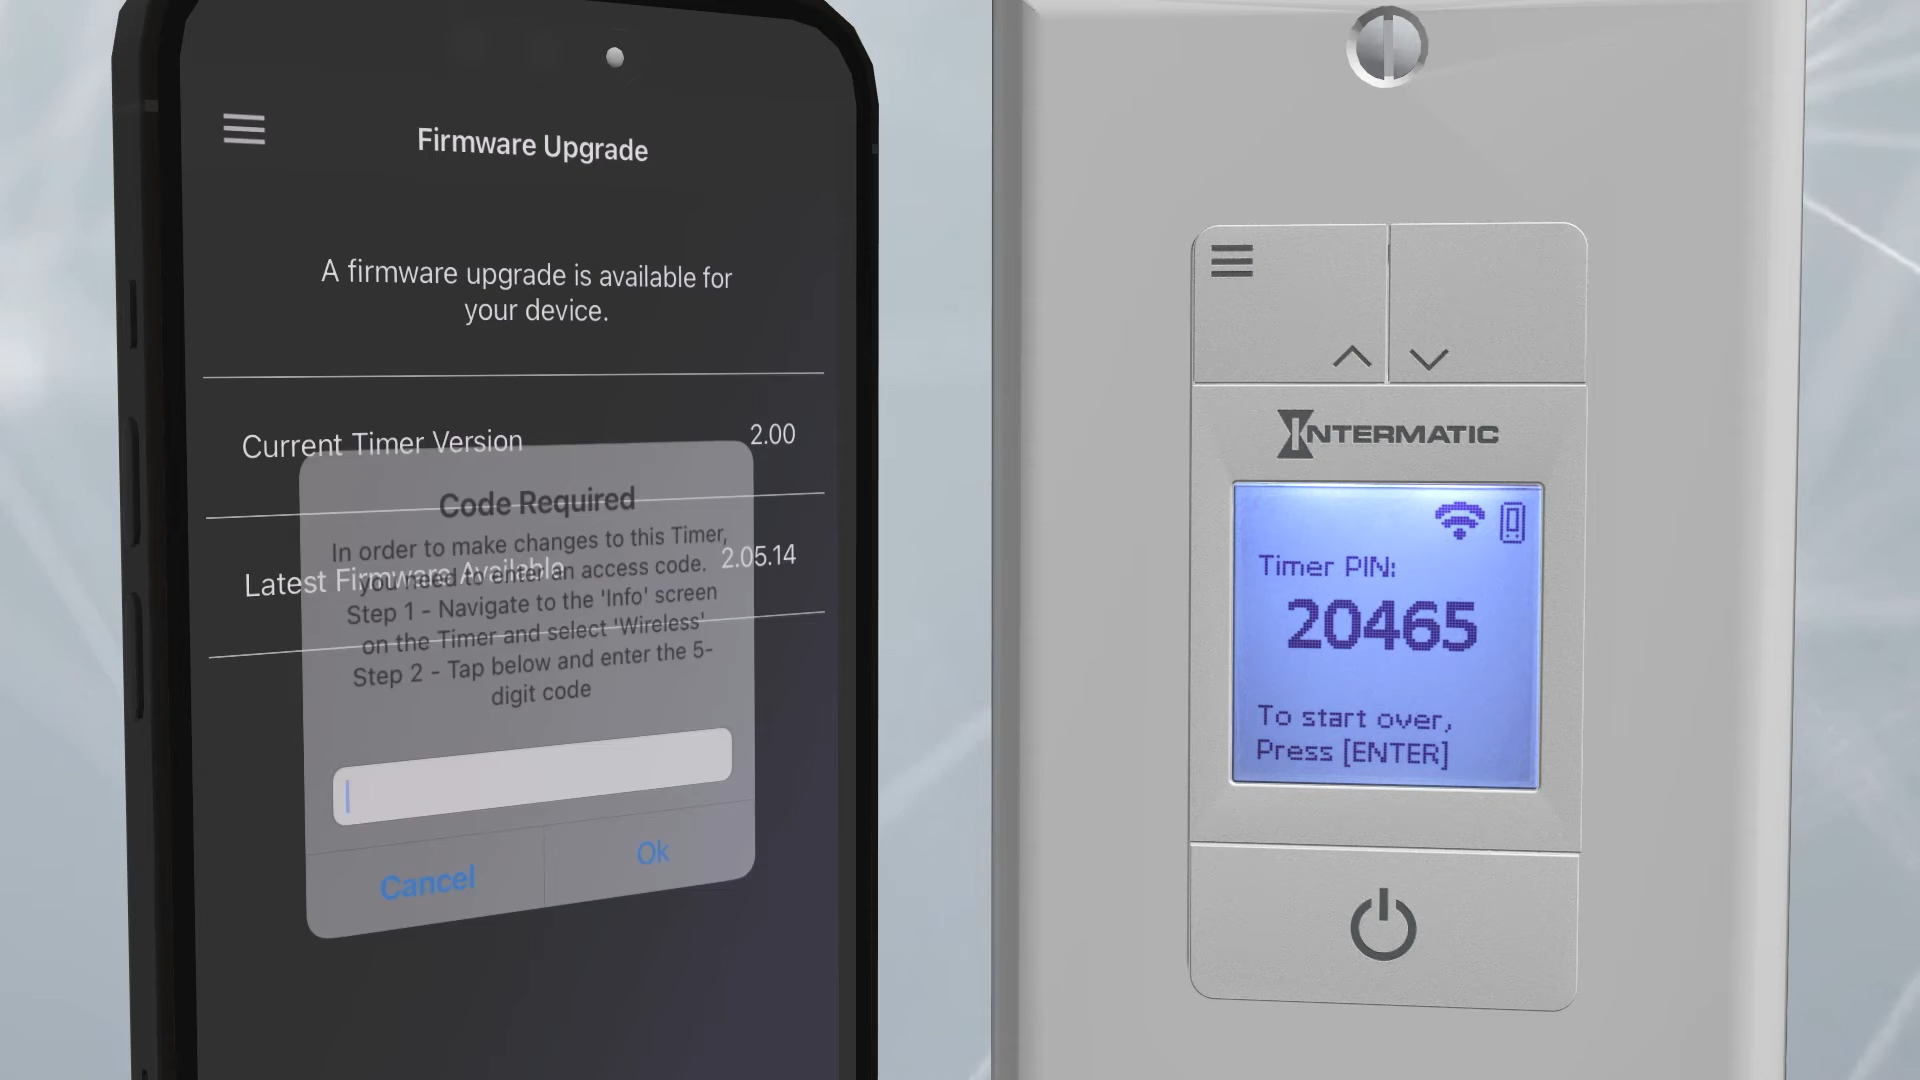 Firmware Upgrade
A firmware upgrade is available for
your device.
Current Timer Version 2.00
Latest Firmware Available 2.05.14
Code Required
In order to make changes to this Timer,
you need to enter an access code.
Step 1 - Navigate to the 'Info' screen
on the Timer and select 'Wireless'
Step 2 - Tap below and enter the 5-
digit code
Cancel Ok
INTERMATIC
Timer PIN:
20465
To start over,
Press [ENTER]